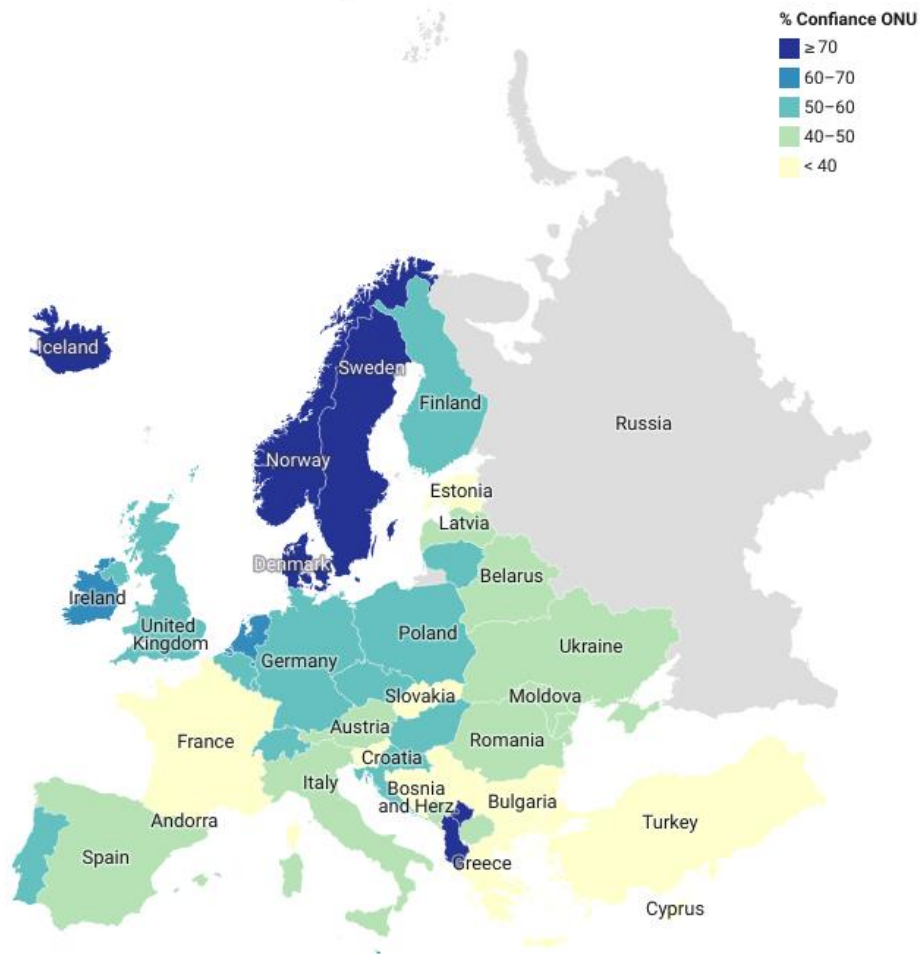 % Confiance ONU
≥ 70
60–70
50–60
40–50
< 40
Iceland
Sweden
Finland
Russia
Norway
Estonia
Latvia
Denmark
Belarus
Ireland
United
Kingdom
Poland
Ukraine
Germany
Slovakia
Moldova
Austria
France
Romania
Croatia
Italy
Bosnia
and Herz.
Bulgaria
Andorra
Turkey
Spain
Greece
Cyprus